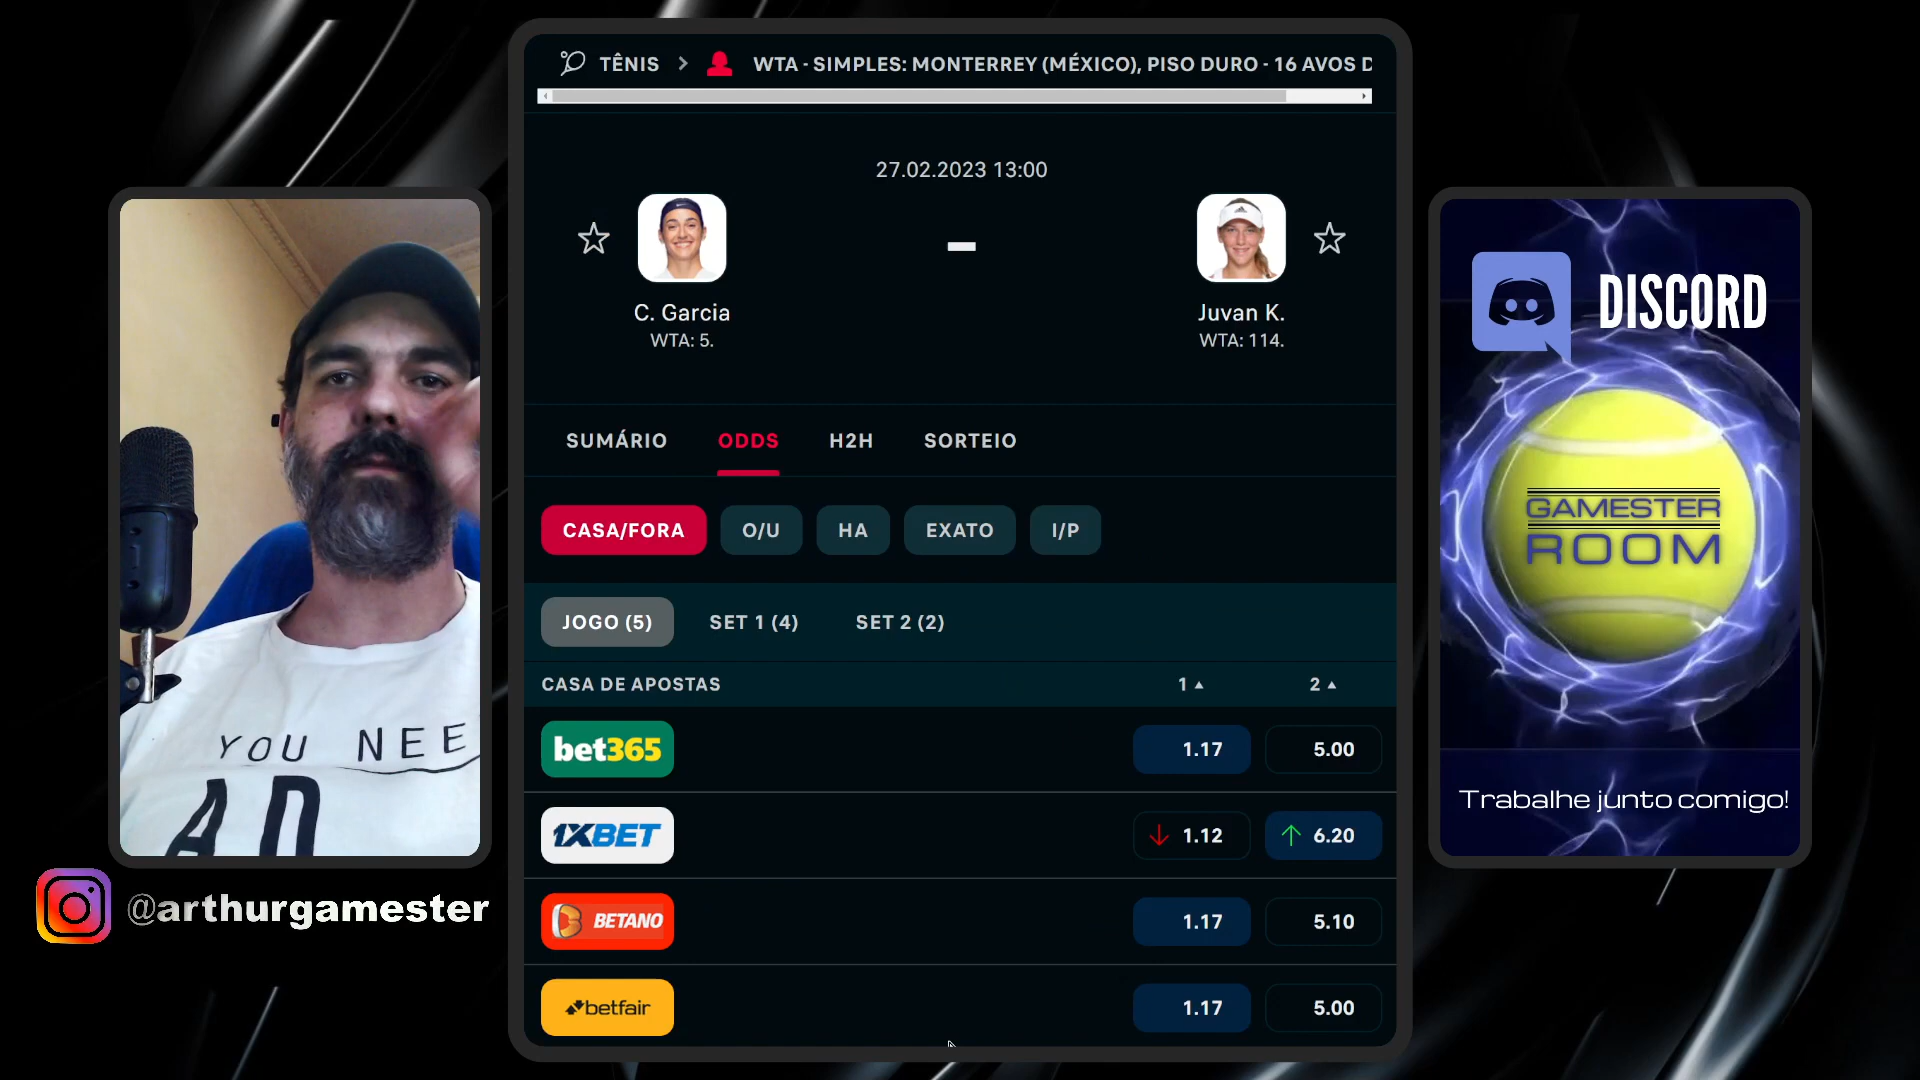 TÊNIS
WTA - SIMPLES: MONTERREY (MÉXICO), PISO DURO - 16 AVOS D
27.02.2023 13:00
C. Garcia
WTA: 5.
Juvan K.
WTA: 114.
SUMÁRIO ODDS H2H SORTEIO
CASA/FORA O/U HA EXATO I/P
JOGO (5) SET 1 (4) SET 2 (2)
CASA DE APOSTAS 1 2
bet365 1.17 5.00
1XBET 1.12 6.20
BETANO 1.17 5.10
betfair 1.17 5.00
YOU NEE
@arthurgamester
DISCORD
GAMESTER
ROOM
Trabalhe junto comigo!